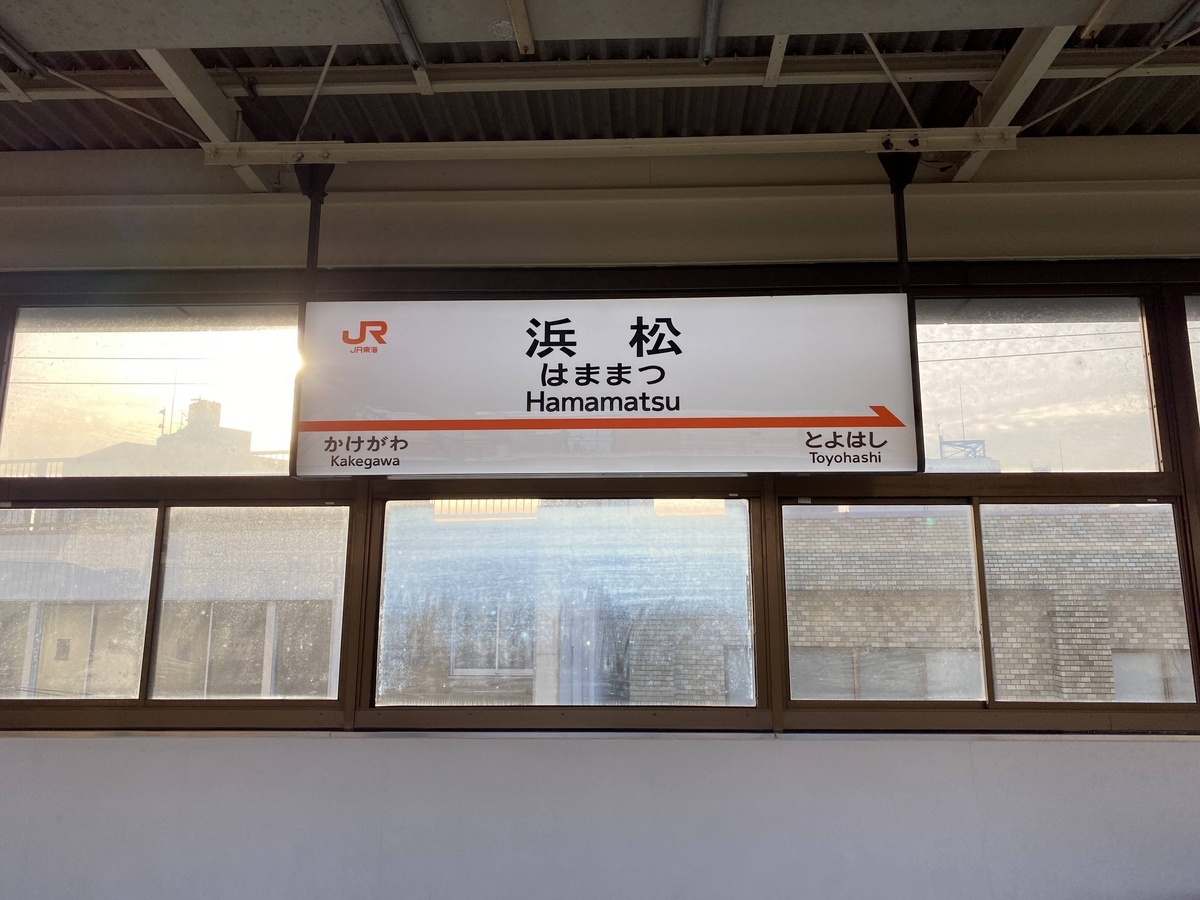 JR
JR東海
浜 松
はままつ
Hamamatsu
かけがわ
Kakegawa
とよはし
Toyohashi